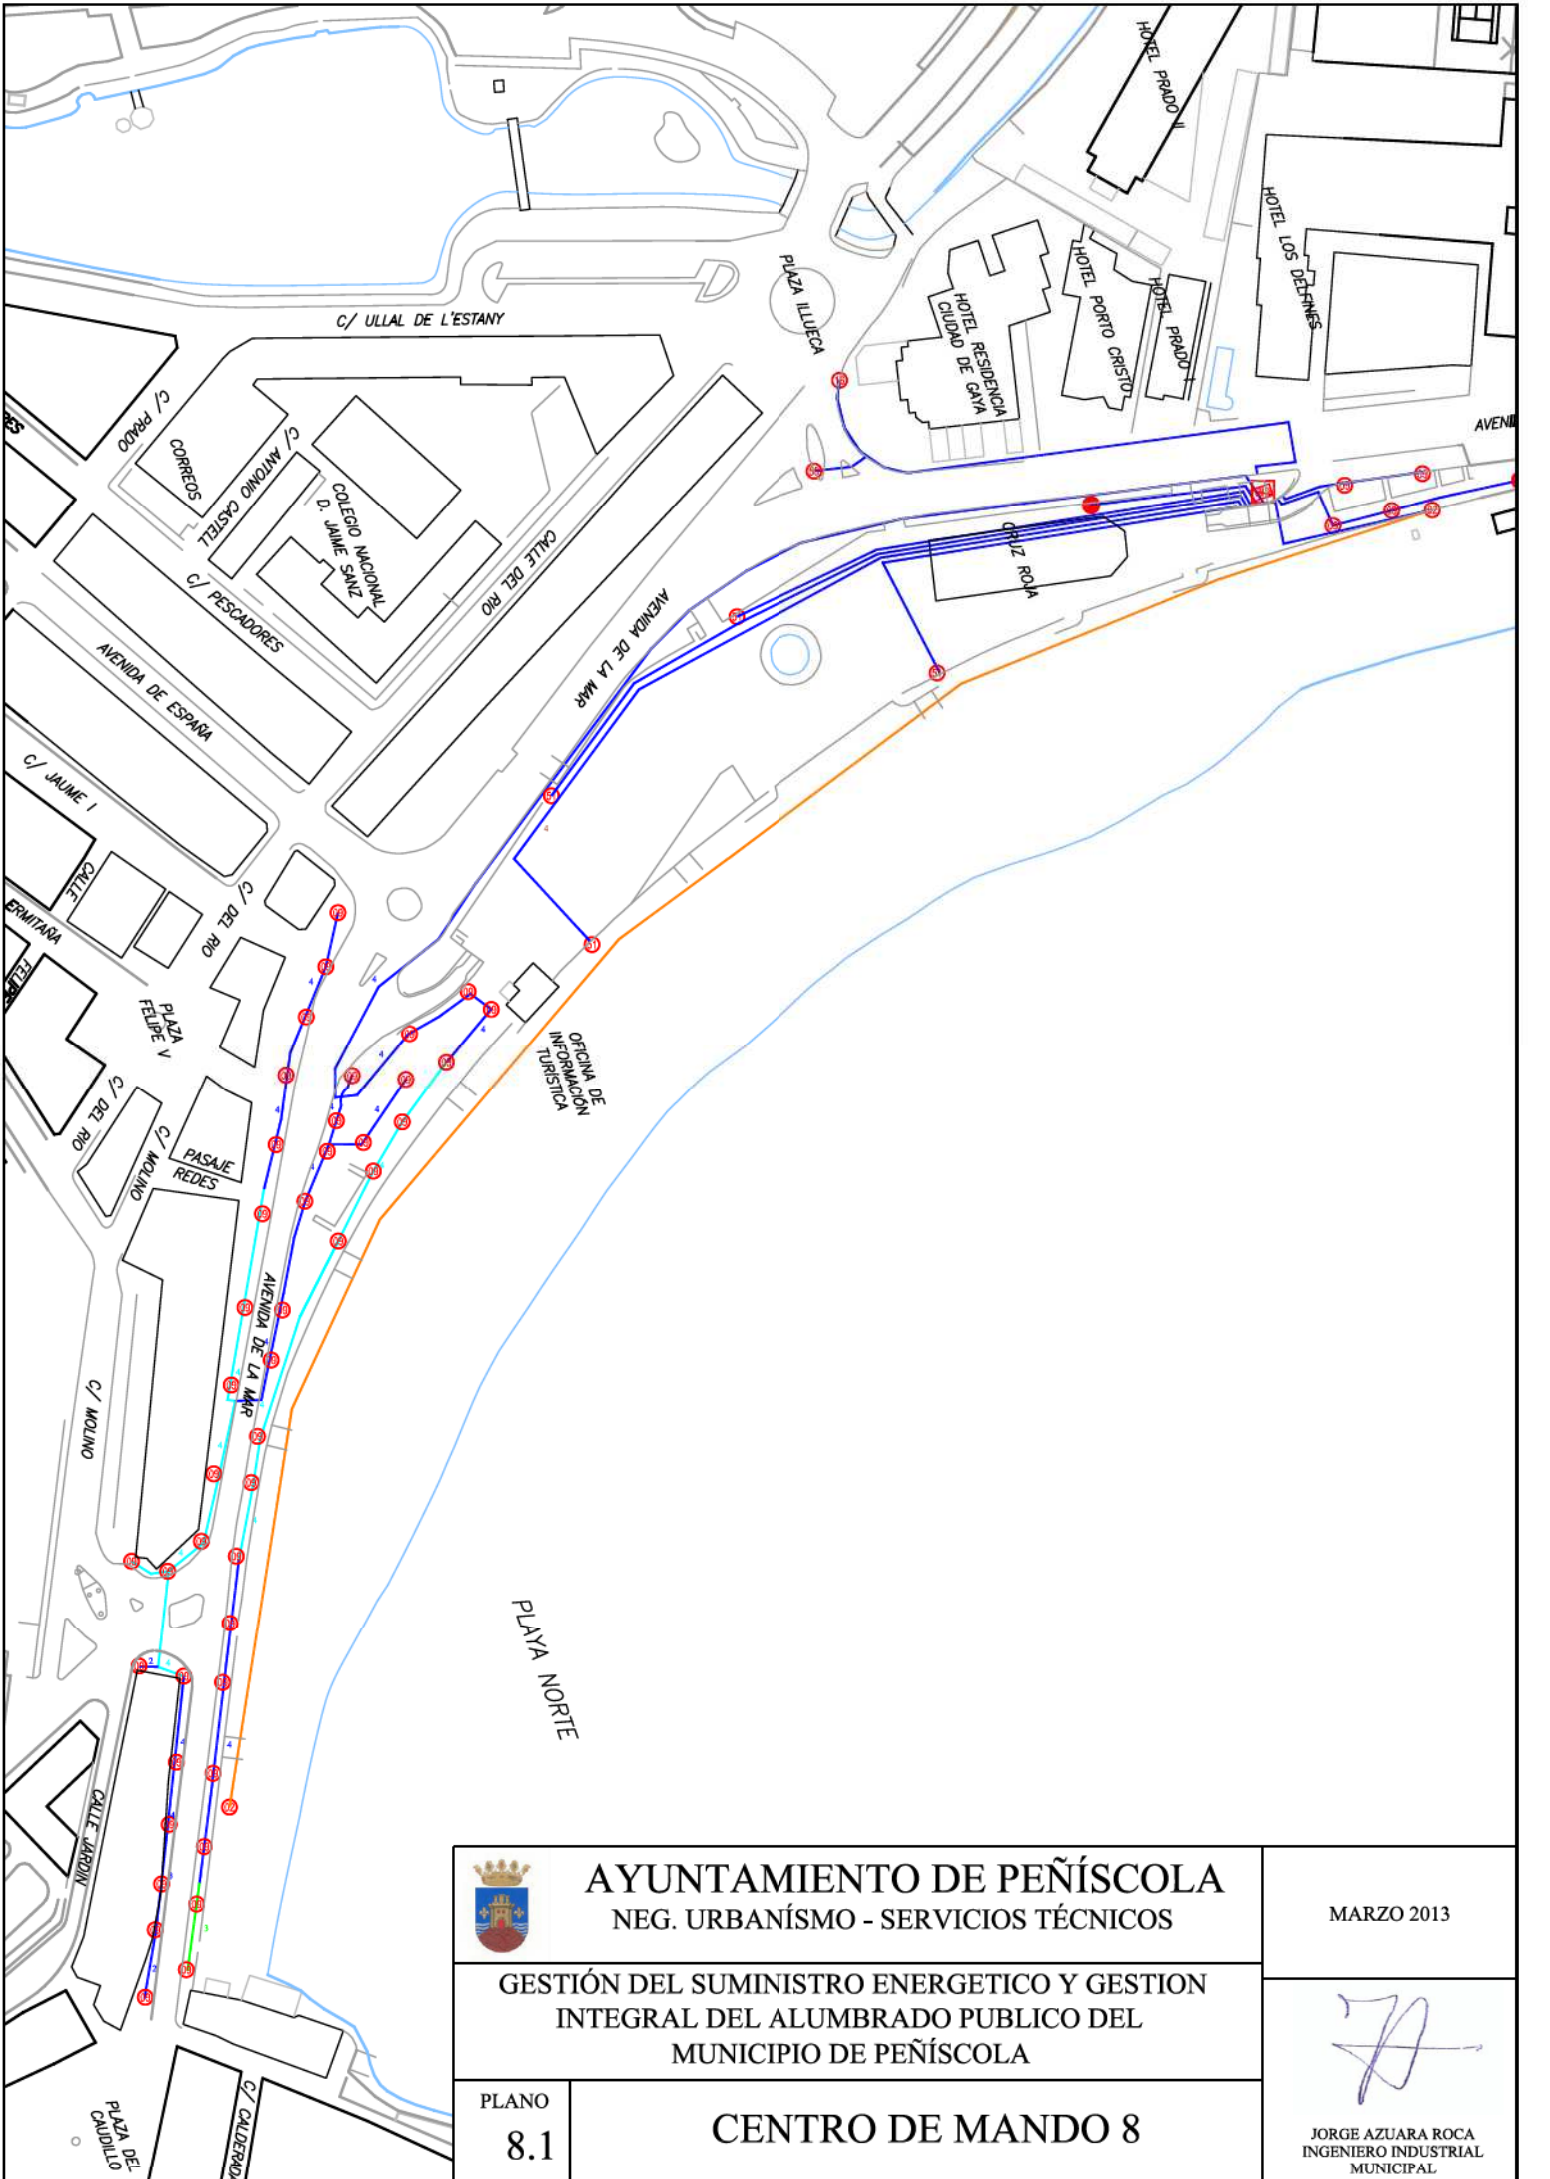 HOTEL PRADO II
HOTEL LOS DELFINES
PLAZA ILLUECA
HOTEL RESIDENCIA
CIUDAD DE GAYA
HOTEL PORTO CRISTO
HOTEL PRADO I
C/ ULLAL DE L'ESTANY
AVENI
C/ PRADO
CORREOS
C/ ANTONIO CASTELL
COLEGIO NACIONAL
D. JAIME SANZ
CALLE DEL RIO
CRUZ ROJA
C/ PESCADORES
AVENIDA DE LA MAR
AVENIDA DE ESPAÑA
C/ JAUME I
CALLE
ERMITAÑA
C/ DEL RIO
FELIPE
PLAZA
FELIPE V
OFICINA DE
INFORMACIÓN
TURÍSTICA
C/ DEL RIO
C/ MOLINO
PASAJE
REDES
AVENIDA DE LA MAR
C/ MOLINO
PLAYA NORTE
CALLE JARDIN
PLAZA DEL
CAUDILLO
C/ CALDERADA
AYUNTAMIENTO DE PEÑÍSCOLA
NEG. URBANÍSMO - SERVICIOS TÉCNICOS
MARZO 2013
GESTIÓN DEL SUMINISTRO ENERGETICO Y GESTION
INTEGRAL DEL ALUMBRADO PUBLICO DEL
MUNICIPIO DE PEÑÍSCOLA
PLANO
8.1
CENTRO DE MANDO 8
JORGE AZUARA ROCA
INGENIERO INDUSTRIAL
MUNICIPAL